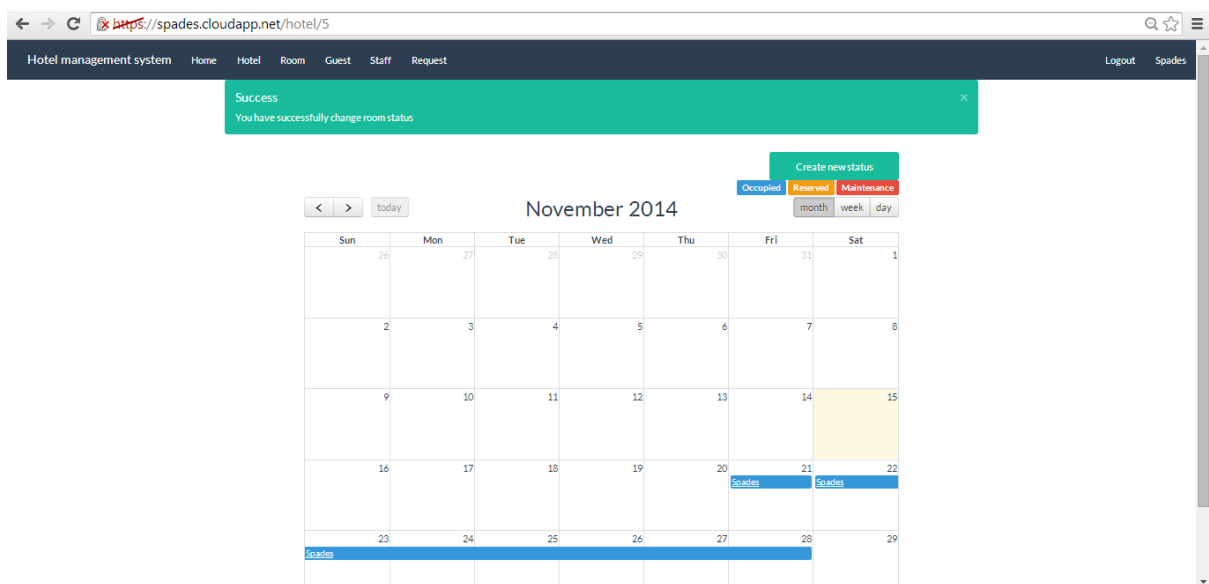 https://spades.cloudapp.net/hotel/5
Hotel management system Home Hotel Room Guest Staff Request Logout Spades
Success ×
You have successfully change room status
Create new status
Occupied Reserved Maintenance
< > today November 2014 month week day
Sun Mon Tue Wed Thu Fri Sat
26 27 28 29 30 31 1
2 3 4 5 6 7 8
9 10 11 12 13 14 15
16 17 18 19 20 21 22
Spades Spades
23 24 25 26 27 28 29
Spades